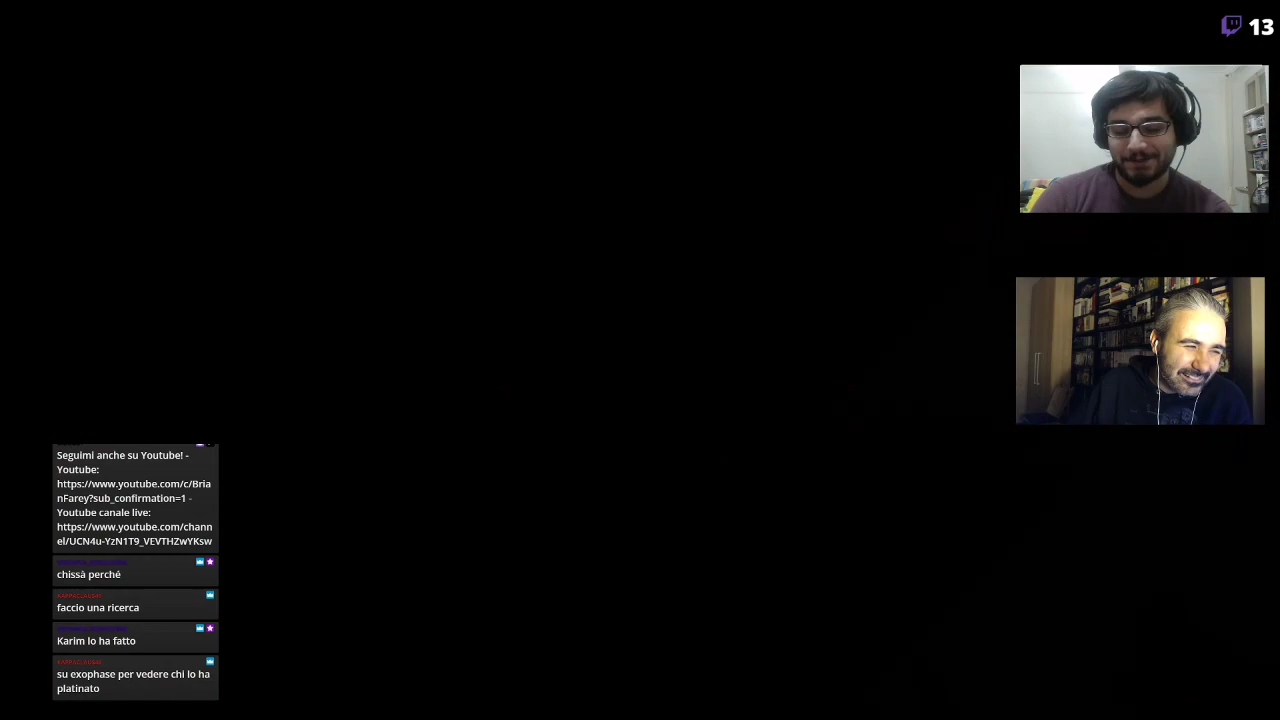 13
Seguimi anche su Youtube! -
Youtube:
https://www.youtube.com/c/Bria
nFarey?sub_confirmation=1 -
Youtube canale live:
https://www.youtube.com/chann
el/UCN4u-YzN1T9_VEVTHZwYKsw
chissà perché
faccio una ricerca
Karim lo ha fatto
su exophase per vedere chi lo ha
platinato